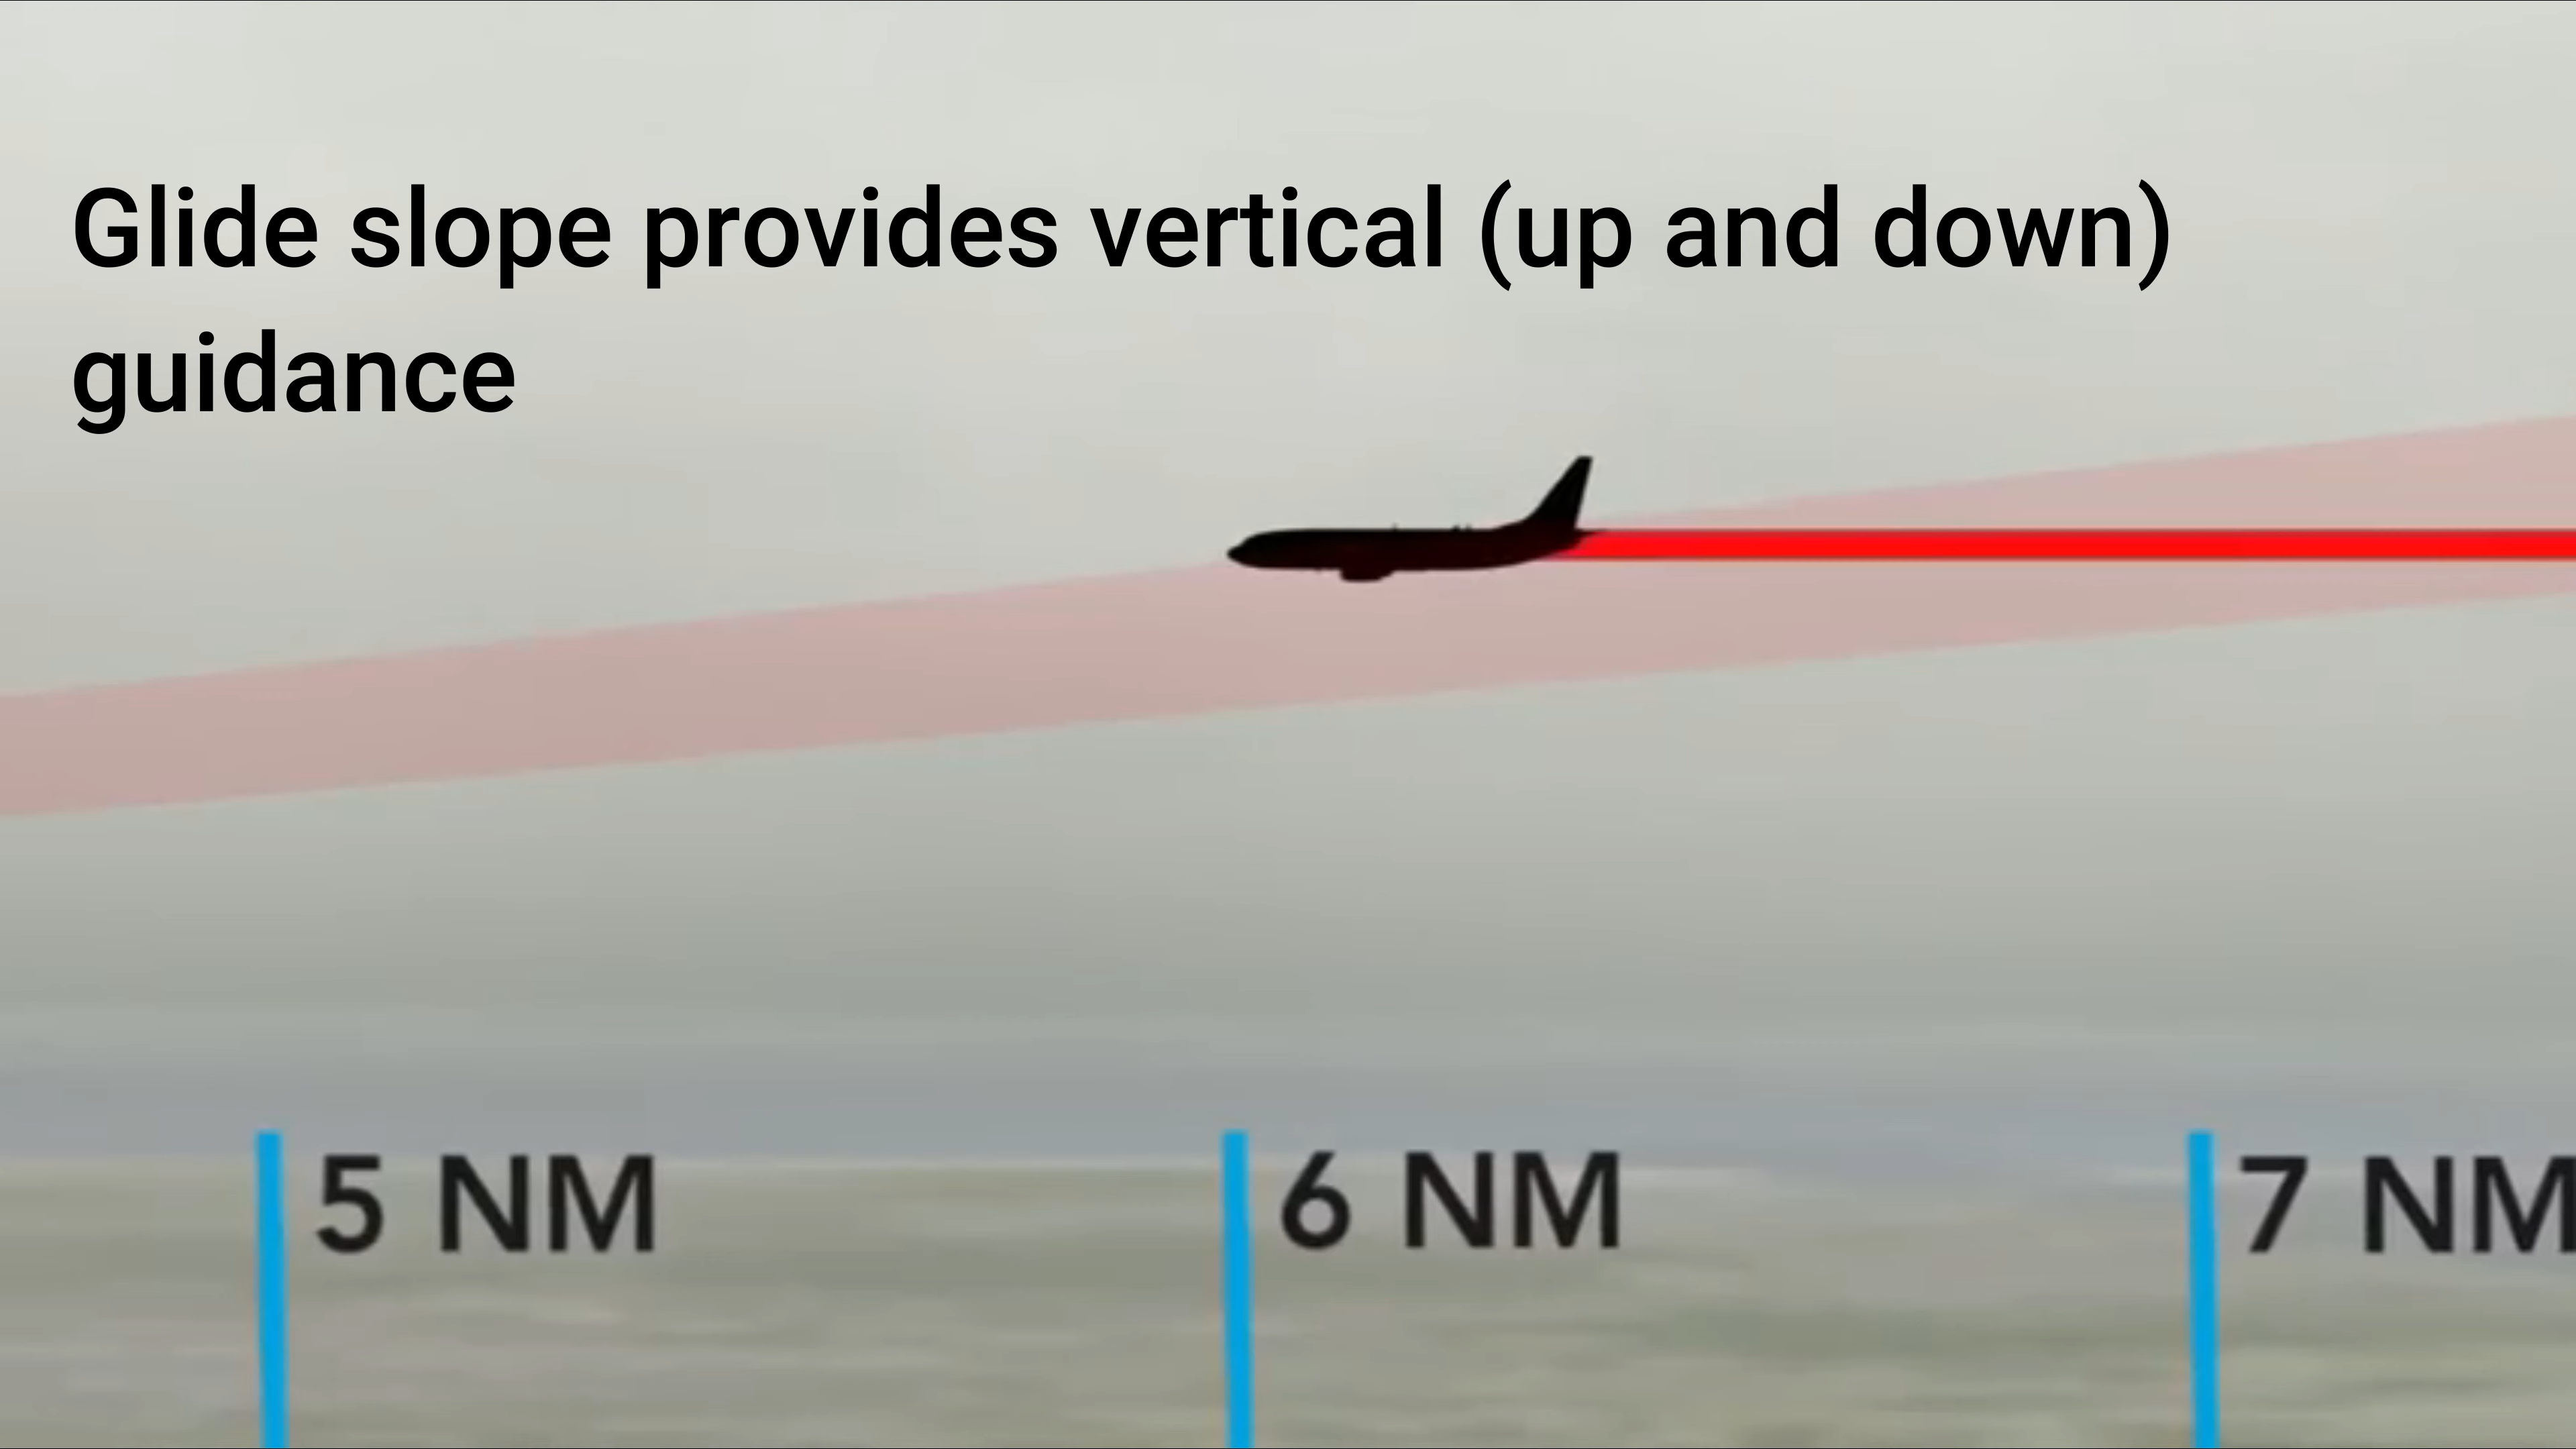 Glide slope provides vertical (up and down)
guidance
5 NM
6 NM
7 NM